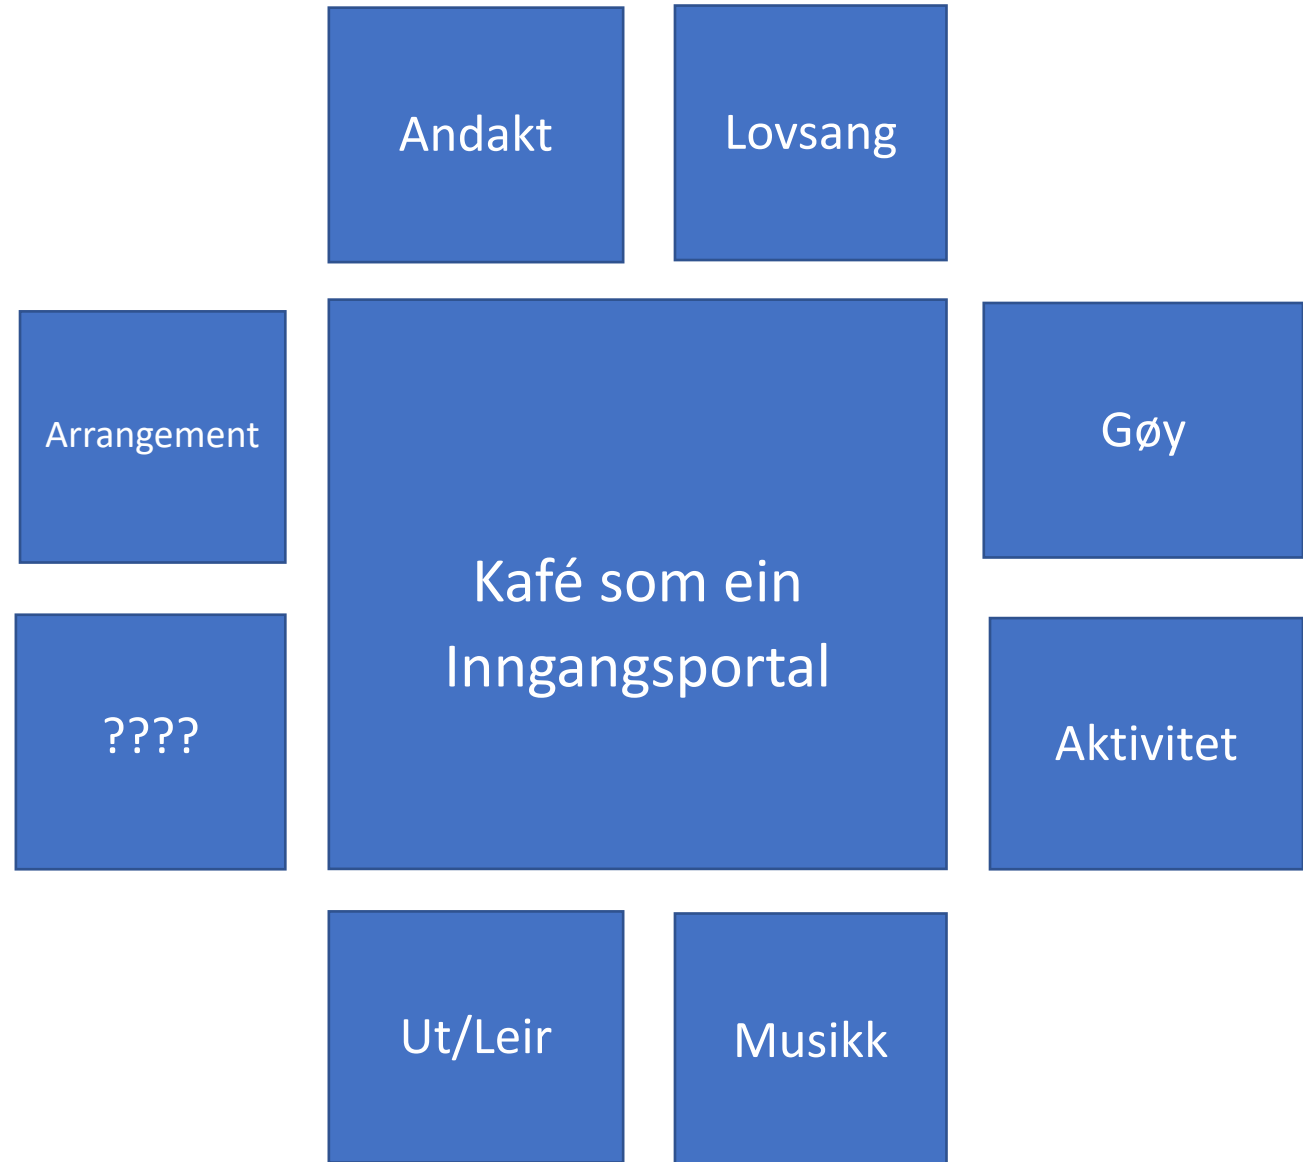 Andakt
Lovsang
Arrangement
Gøy
Kafé som ein
Inngangsportal
????
Aktivitet
Ut/Leir
Musikk